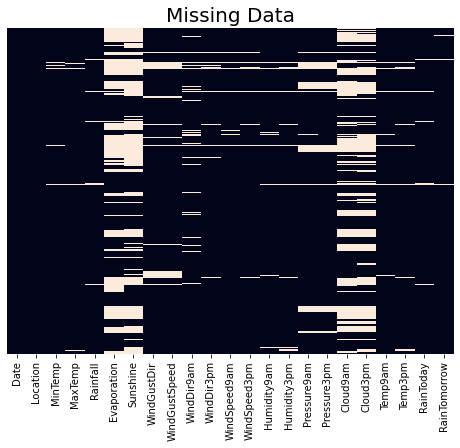 Missing Data
Date
Location
MinTemp
MaxTemp
Rainfall
Evaporation
Sunshine
WindGustDir
WindGustSpeed
WindDir9am
WindDir3pm
WindSpeed9am
WindSpeed3pm
Humidity9am
Humidity3pm
Pressure9am
Pressure3pm
Cloud9am
Cloud3pm
Temp9am
Temp3pm
RainToday
RainTomorrow